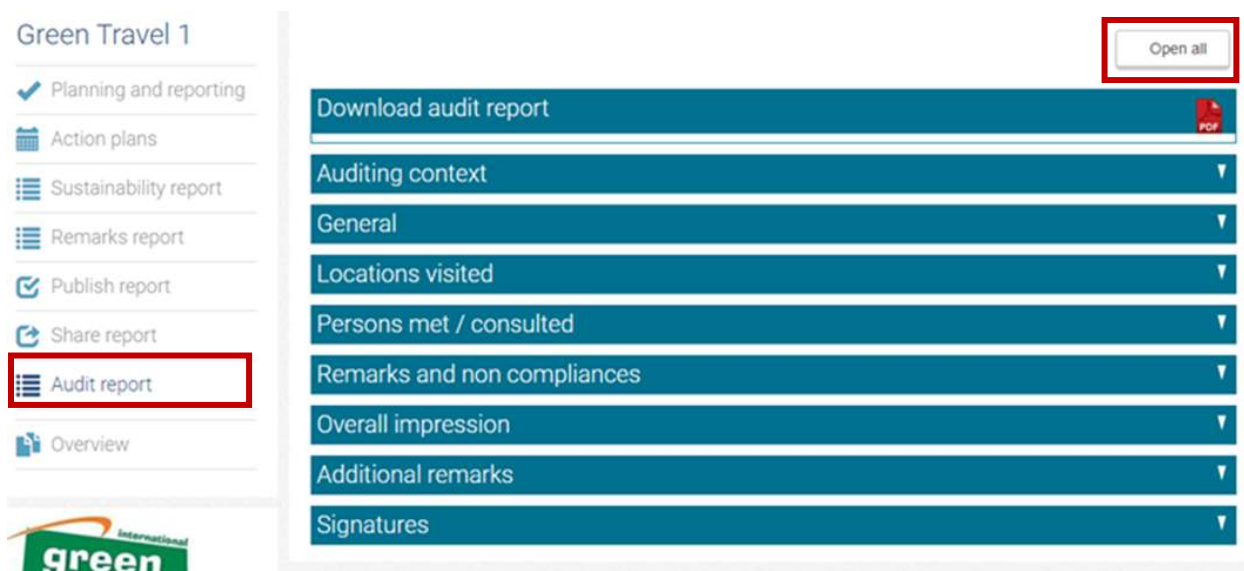 Green Travel 1
Planning and reporting
Action plans
Sustainability report
Remarks report
Publish report
Share report
Audit report
Overview
international
green
Open all
Download audit report
PDF
Auditing context
General
Locations visited
Persons met / consulted
Remarks and non compliances
Overall impression
Additional remarks
Signatures